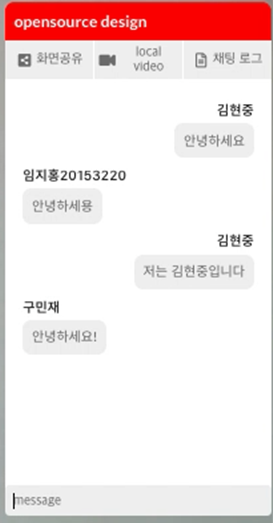 opensource design
화면공유
local
video
채팅 로그
김현중
안녕하세요
임지홍20153220
안녕하세용
김현중
저는 김현중입니다
구민재
안녕하세요!
message